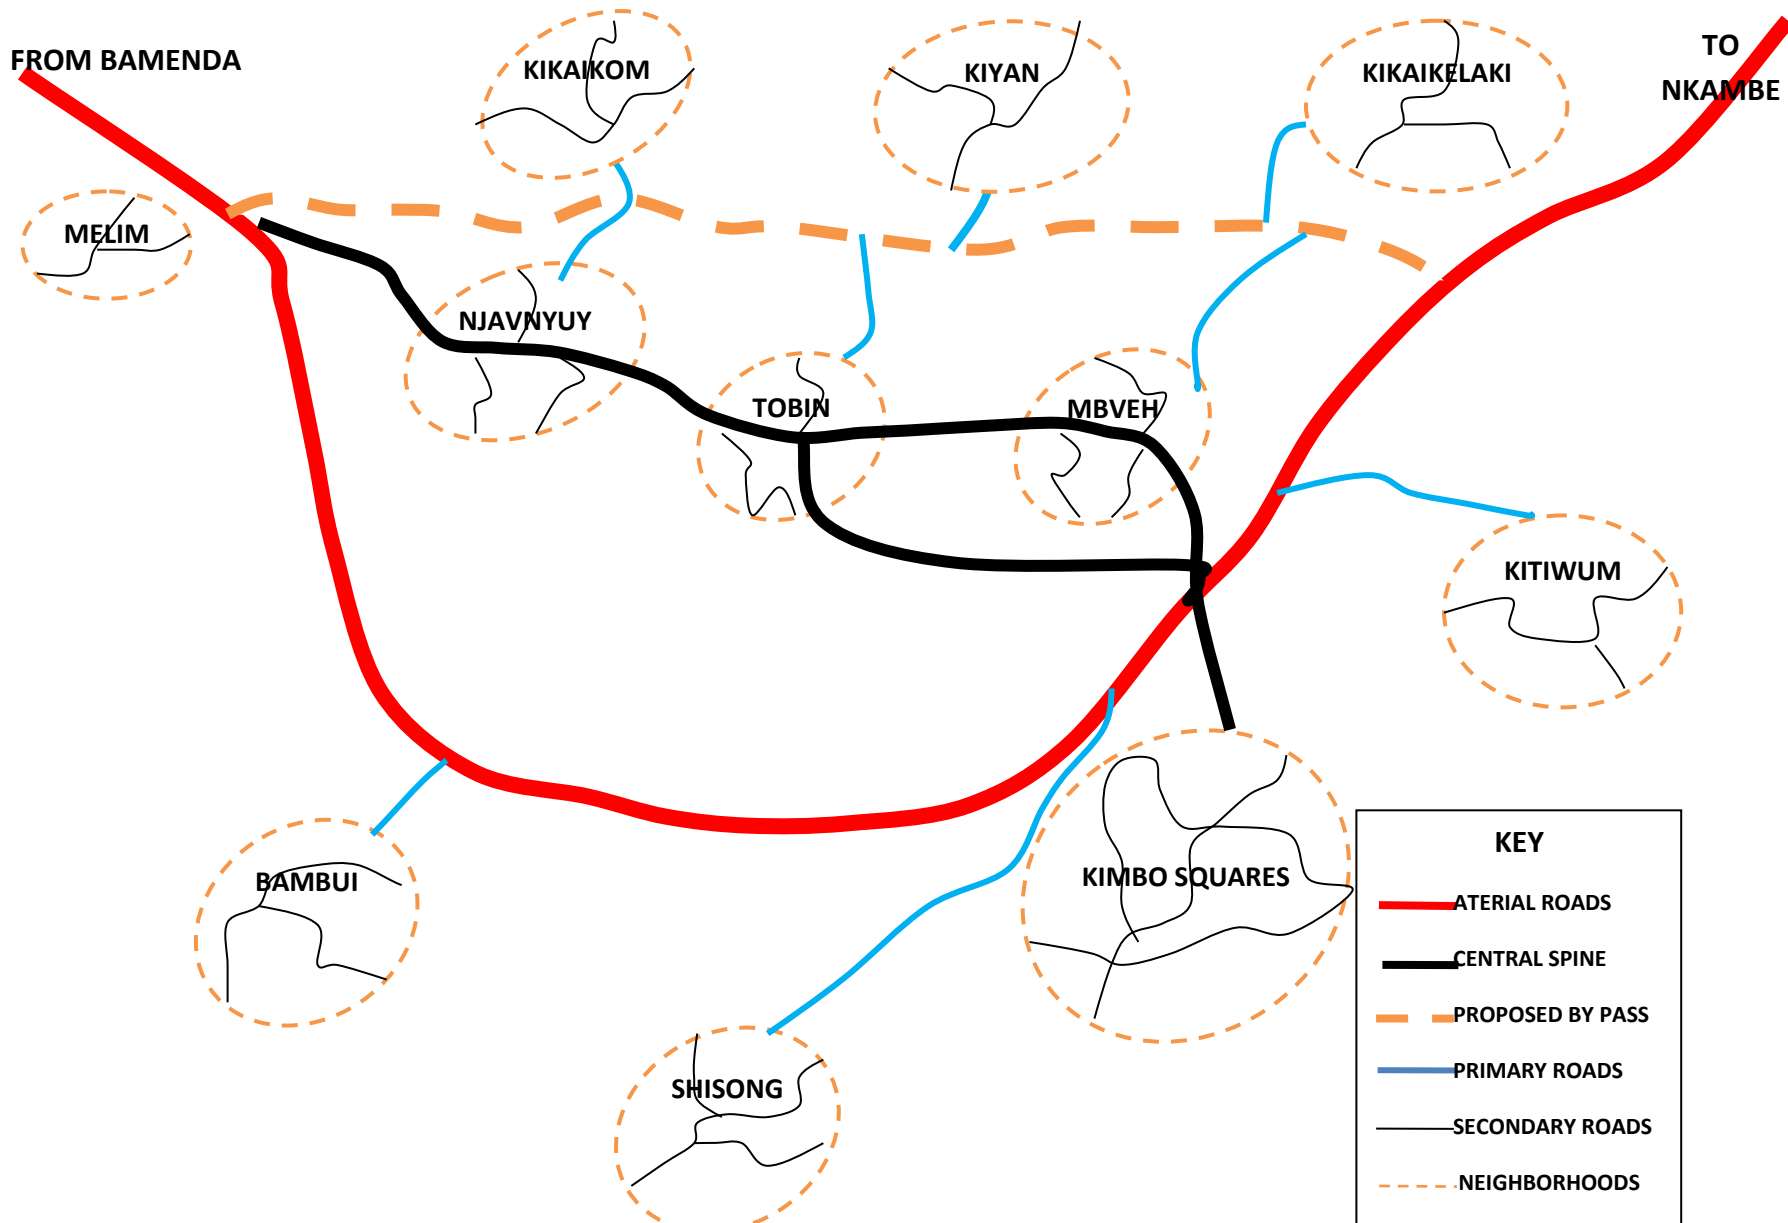 FROM BAMENDA
KIKAIKOM
KIYAN
KIKAIKELAKI
TO
NKAMBE
MELIM
NJAVNYUY
TOBIN
MBVEH
KITIWUM
BAMBUI
KIMBO SQUARES
SHISONG
KEY
ATERIAL ROADS
CENTRAL SPINE
PROPOSED BY PASS
PRIMARY ROADS
SECONDARY ROADS
NEIGHBORHOODS